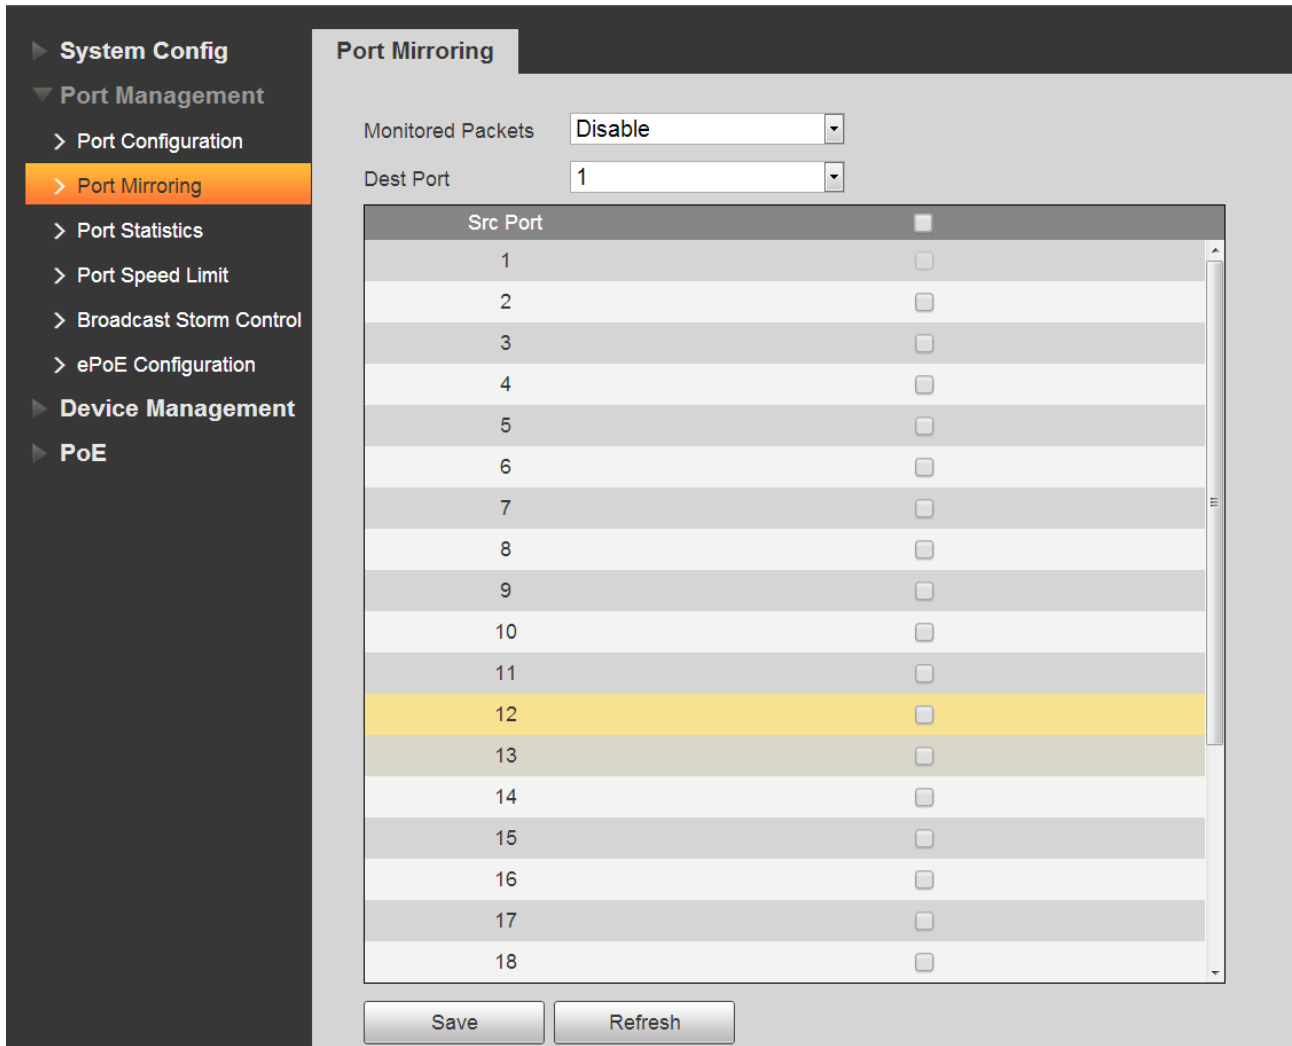 System Config
Port Management
Port Configuration
Port Mirroring
Port Statistics
Port Speed Limit
Broadcast Storm Control
ePoE Configuration
Device Management
PoE
Port Mirroring
Monitored Packets Disable
Dest Port 1
Src Port
1
2
3
4
5
6
7
8
9
10
11
12
13
14
15
16
17
18
Save Refresh